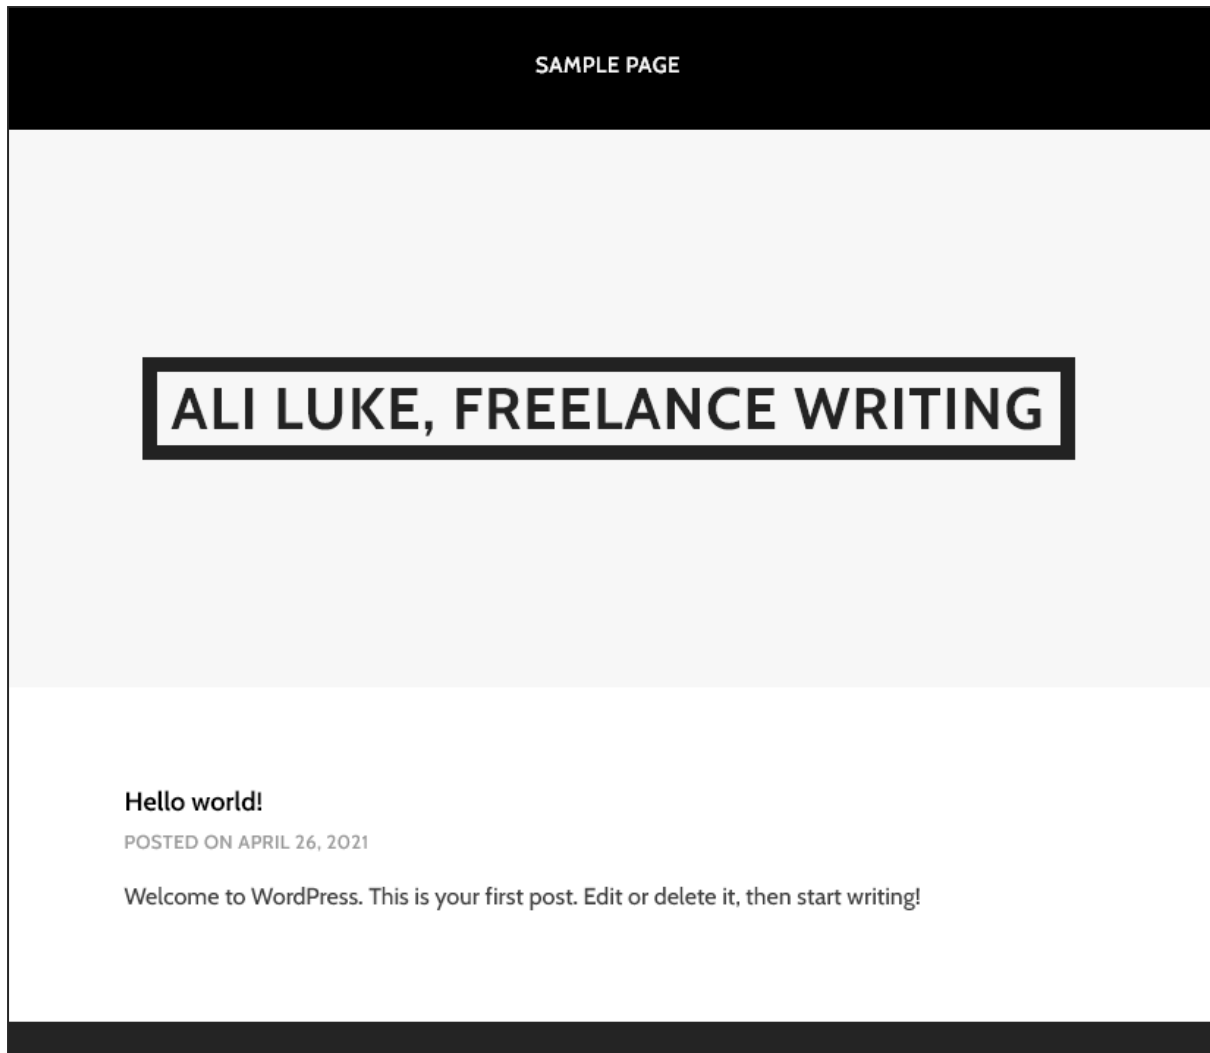 SAMPLE PAGE
ALI LUKE, FREELANCE WRITING
Hello world!
POSTED ON APRIL 26, 2021
Welcome to WordPress. This is your first post. Edit or delete it, then start writing!